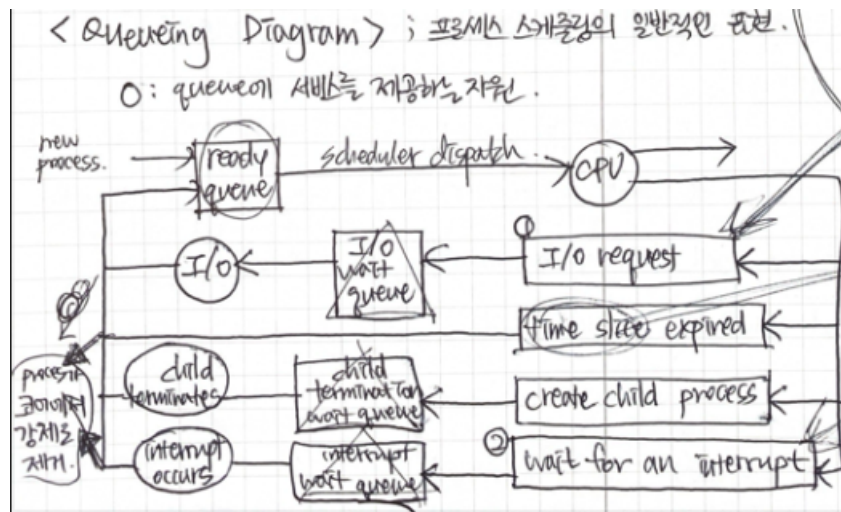 < Queueing Diagram > ; 프로세스 스케줄링의 일반적인 표현.
O : queue에 서비스를 제공하는 자원.
new process.
ready queue
scheduler dispatch.
CPU
I/O
I/O wait queue
① I/O request
time slice expired
child terminates
child termination wait queue
create child process
process가 코어에서 강제로 제거.
interrupt occurs
interrupt wait queue
② wait for an interrupt